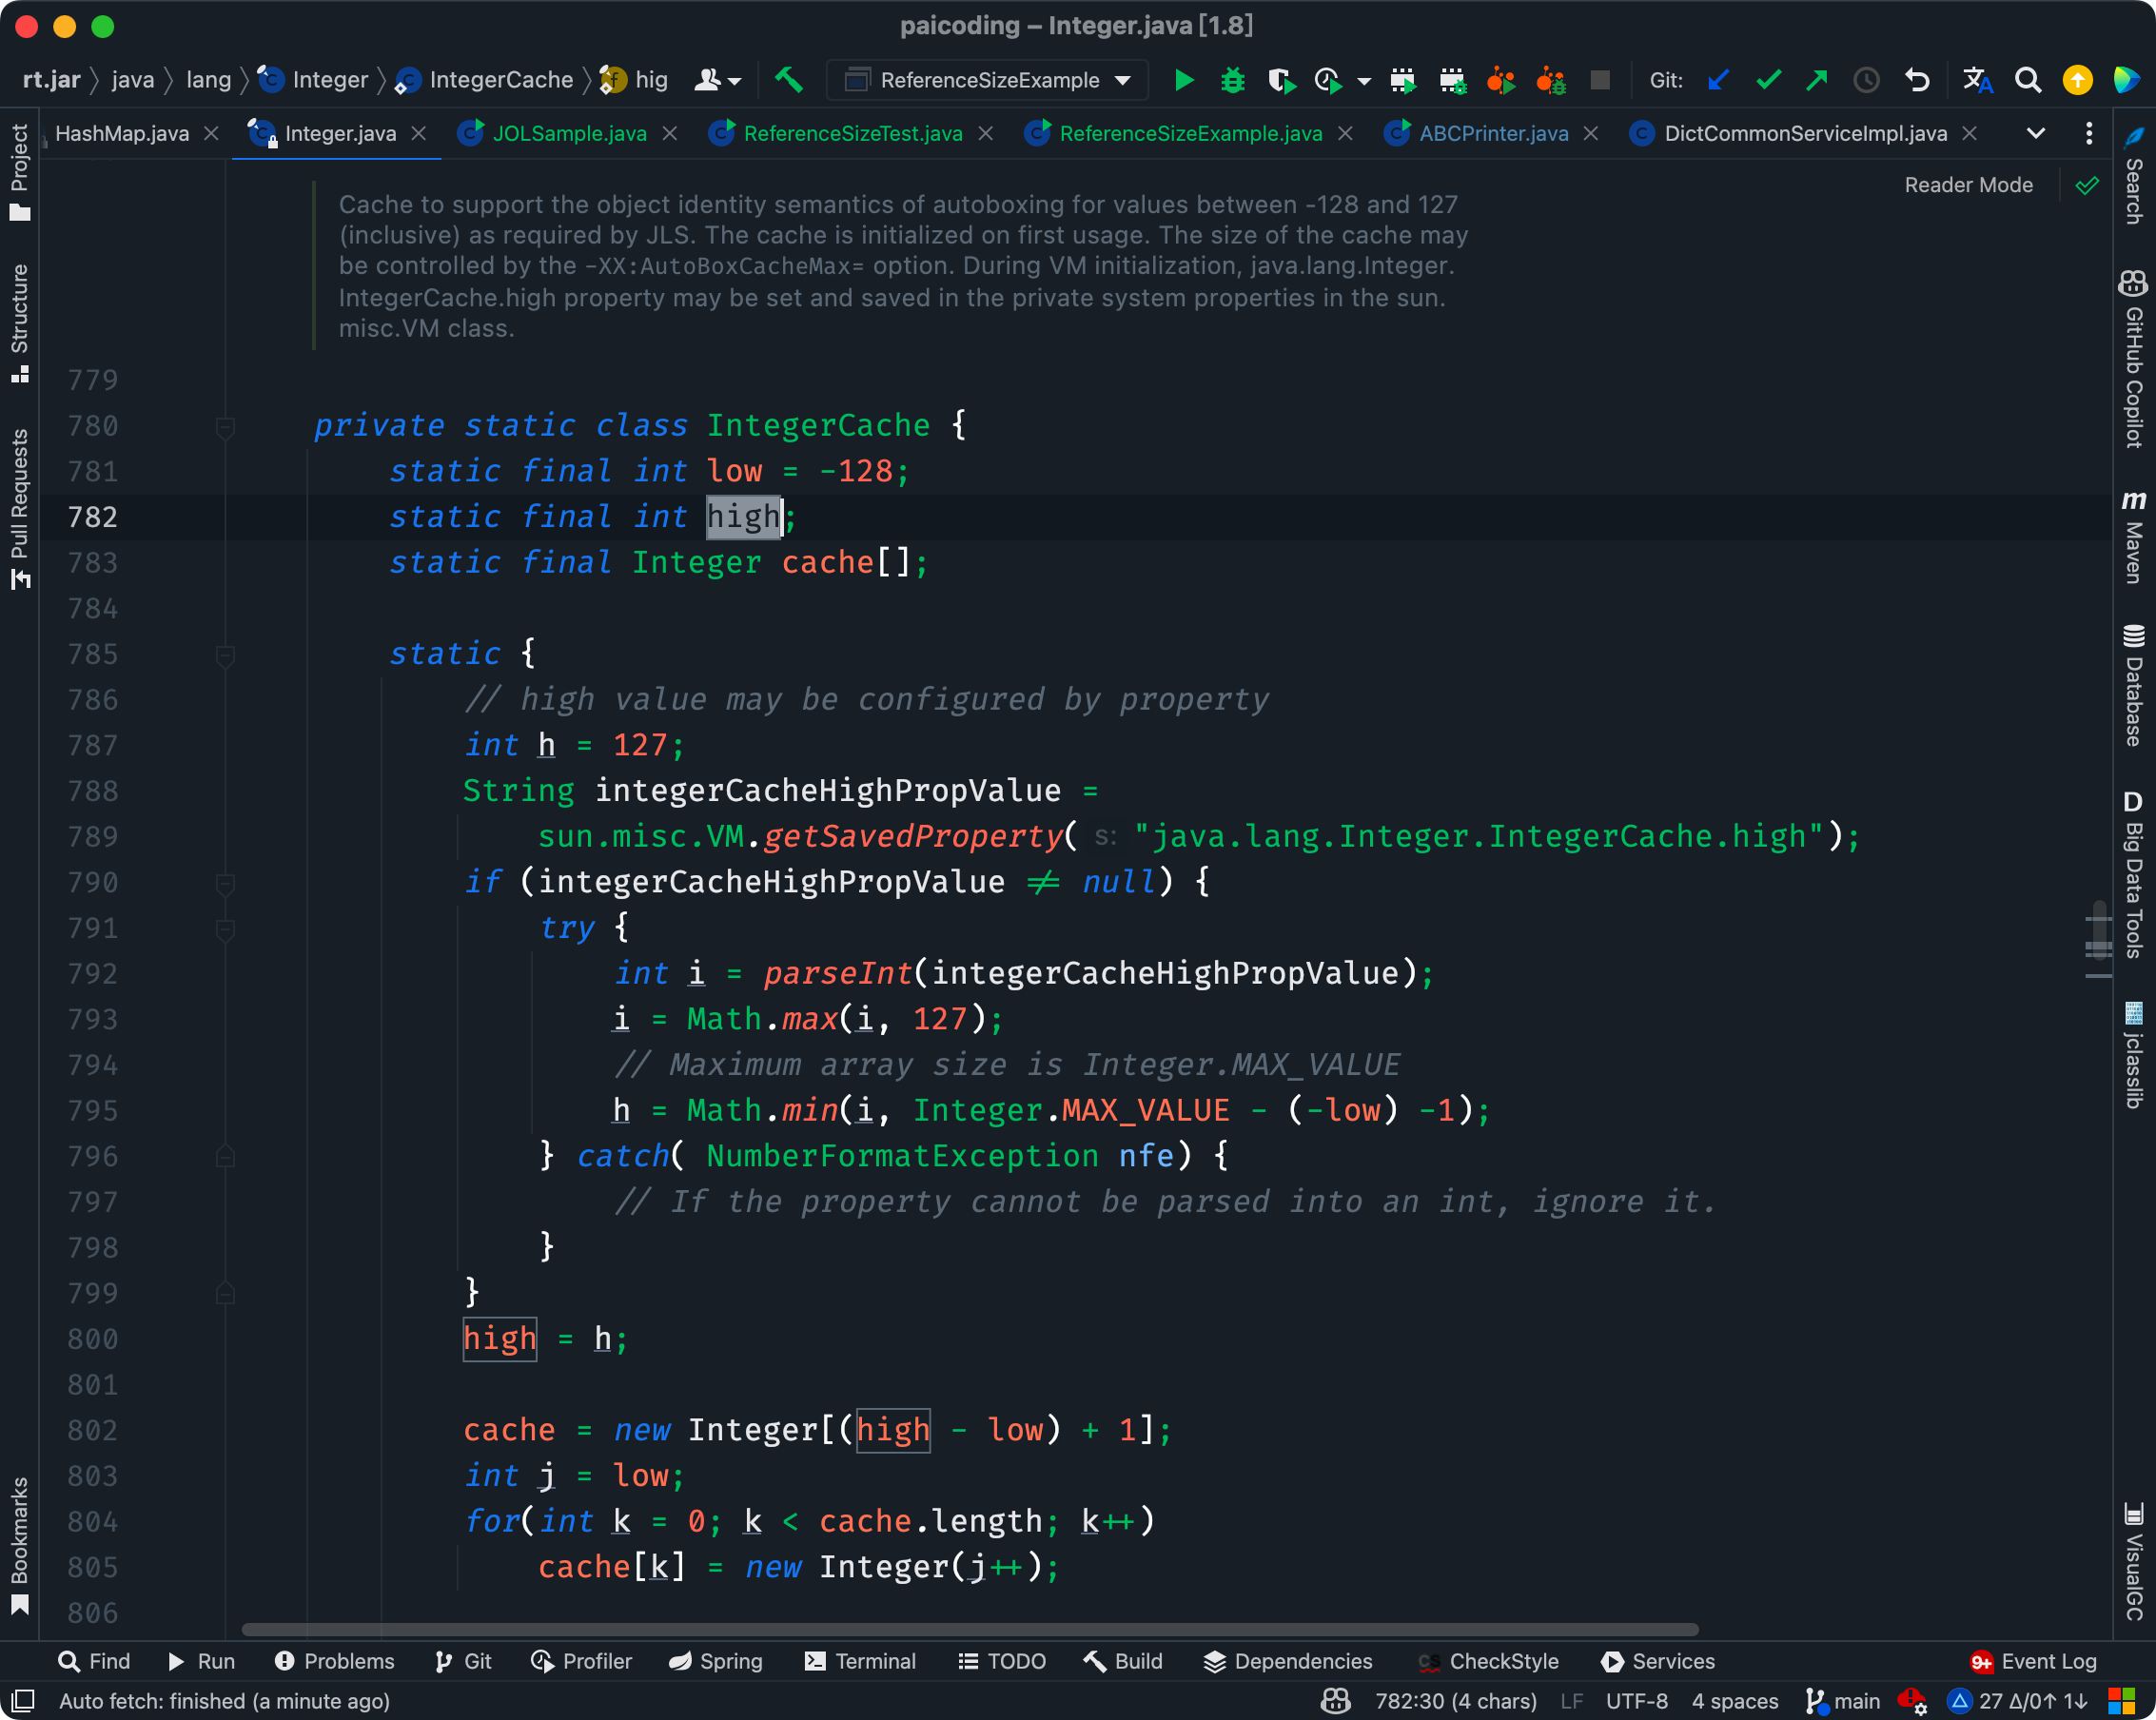 paicoding – Integer.java [1.8]
rt.jar java lang Integer IntegerCache hig ReferenceSizeExample Git:
HashMap.java Integer.java JOLSample.java ReferenceSizeTest.java ReferenceSizeExample.java ABCPrinter.java DictCommonServiceImpl.java
Project
Structure
Pull Requests
Bookmarks
Reader Mode
Cache to support the object identity semantics of autoboxing for values between -128 and 127
(inclusive) as required by JLS. The cache is initialized on first usage. The size of the cache may
be controlled by the -XX:AutoBoxCacheMax= option. During VM initialization, java.lang.Integer.
IntegerCache.high property may be set and saved in the private system properties in the sun.
misc.VM class.
779
780 private static class IntegerCache {
781 static final int low = -128;
782 static final int high;
783 static final Integer cache[];
784
785 static {
786 // high value may be configured by property
787 int h = 127;
788 String integerCacheHighPropValue =
789 sun.misc.VM.getSavedProperty( s: "java.lang.Integer.IntegerCache.high");
790 if (integerCacheHighPropValue ≠ null) {
791 try {
792 int i = parseInt(integerCacheHighPropValue);
793 i = Math.max(i, 127);
794 // Maximum array size is Integer.MAX_VALUE
795 h = Math.min(i, Integer.MAX_VALUE - (-low) -1);
796 } catch( NumberFormatException nfe) {
797 // If the property cannot be parsed into an int, ignore it.
798 }
799 }
800 high = h;
801
802 cache = new Integer[(high - low) + 1];
803 int j = low;
804 for(int k = 0; k < cache.length; k++)
805 cache[k] = new Integer(j++);
806
Search
GitHub Copilot
m Maven
Database
D Big Data Tools
jclasslib
VisualGC
Find Run Problems Git Profiler Spring Terminal TODO Build Dependencies CS CheckStyle Services 9+ Event Log
Auto fetch: finished (a minute ago) 782:30 (4 chars) LF UTF-8 4 spaces main 27 Δ/0↑ 1↓